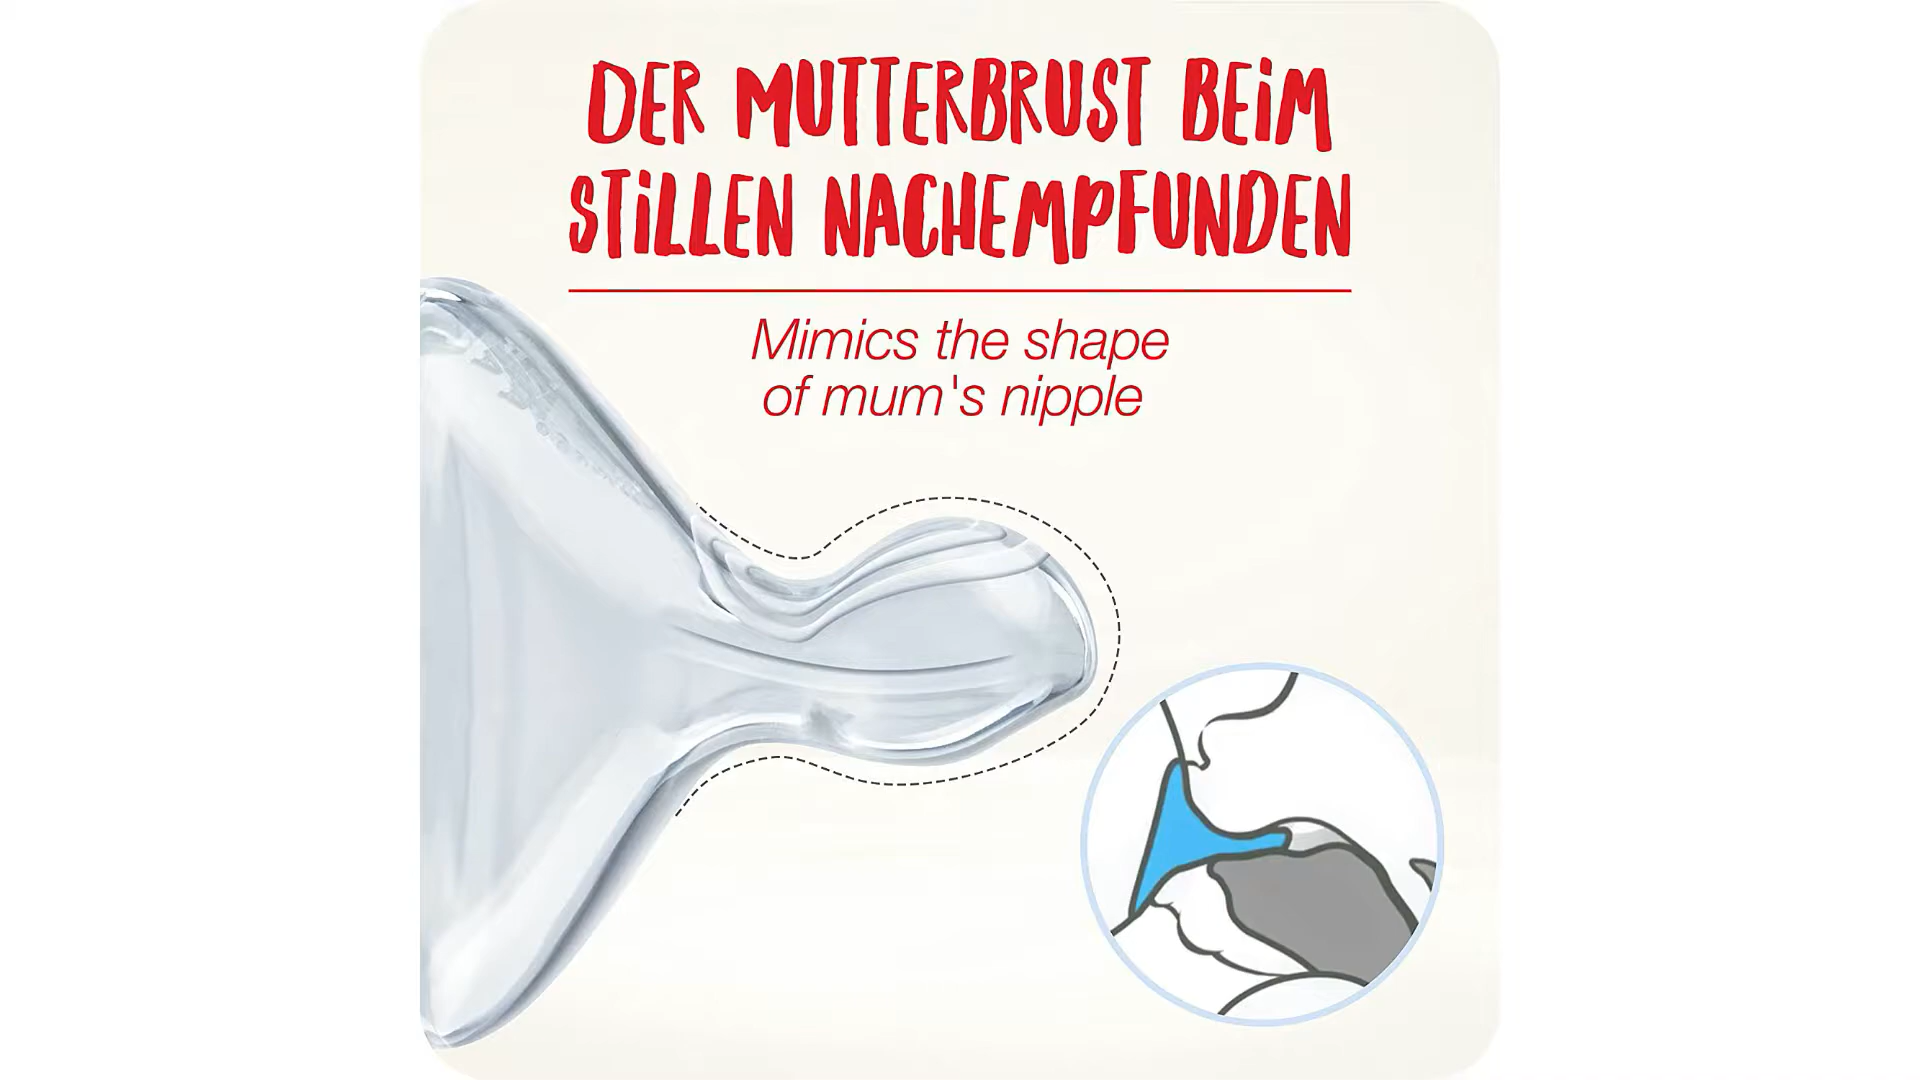 DER MUTTERBRUST BEiM
STiLLEN NACHEMPFUNDEN
Mimics the shape
of mum's nipple